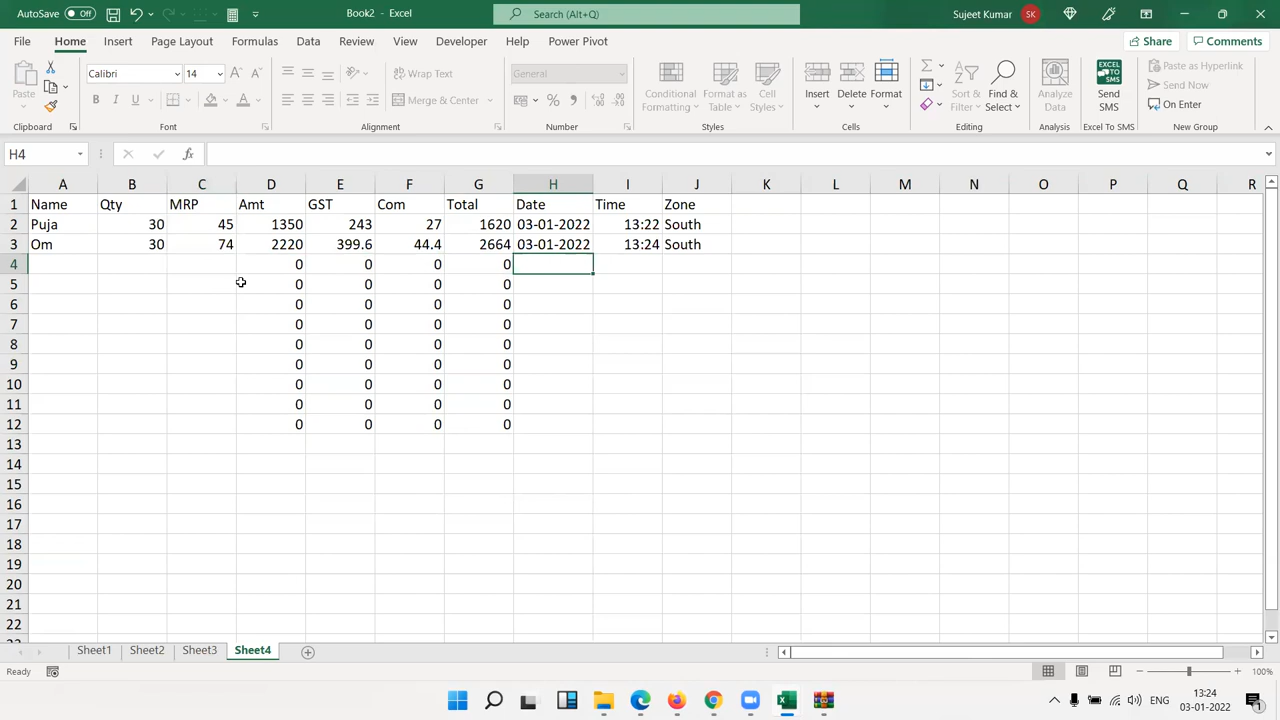 AutoSave Off Book2 - Excel Search (Alt+Q) Sujeet Kumar SK
File Home Insert Page Layout Formulas Data Review View Developer Help Power Pivot Share Comments
Paste Calibri 14 Wrap Text General Conditional Formatting Format as Table Cell Styles Insert Delete Format Sort & Filter Find & Select Analyze Data Send SMS Paste as Hyperlink
B I U Merge & Center Send Now
EXCEL TO SMS On Enter
Clipboard Font Alignment Number Styles Cells Editing Analysis Excel To SMS New Group
H4 fx
A B C D E F G H I J K L M N O P Q R
1 Name Qty MRP Amt GST Com Total Date Time Zone
2 Puja 30 45 1350 243 27 1620 03-01-2022 13:22 South
3 Om 30 74 2220 399.6 44.4 2664 03-01-2022 13:24 South
4 0 0 0 0
5 0 0 0 0
6 0 0 0 0
7 0 0 0 0
8 0 0 0 0
9 0 0 0 0
10 0 0 0 0
11 0 0 0 0
12 0 0 0 0
13
14
15
16
17
18
19
20
21
22
Sheet1 Sheet2 Sheet3 Sheet4
Ready 100%
ENG 13:24
03-01-2022